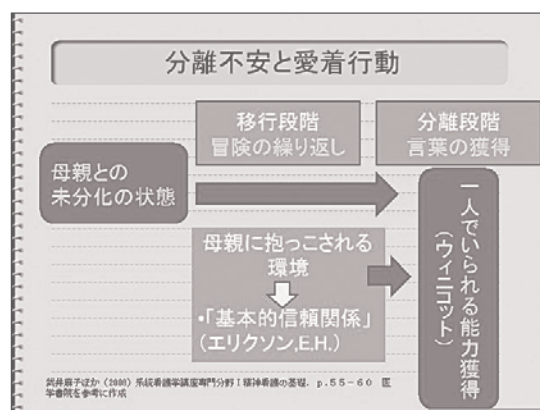 分離不安と愛着行動
移行段階
冒険の繰り返し
分離段階
言葉の獲得
母親との
未分化の状態
母親に抱っこされる
環境
•「基本的信頼関係」
(エリクソン,E.H.)
一人でいられる能力獲得
(ウィニコット)
武井麻子ほか(2008)系統看護学講座専門分野Ⅰ精神看護の基礎. p.55-60 医
学書院を参考に作成